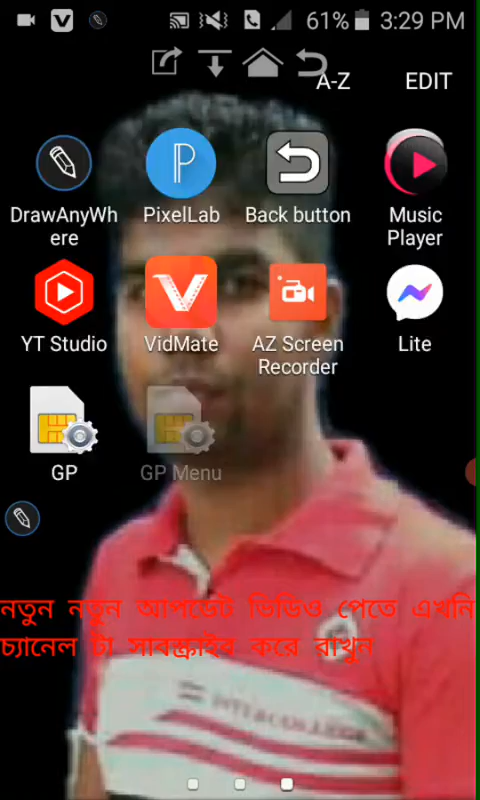 61% 3:29 PM
A-Z EDIT
DrawAnyWh
ere
PixelLab
Back button
Music
Player
YT Studio
VidMate
AZ Screen
Recorder
Lite
GP
GP Menu
নতুন নতুন আপডেট ভিডিও পেতে এখনি
চ্যানেল টা সাবস্ক্রাইব করে রাখুন
INTERCOLLEGE